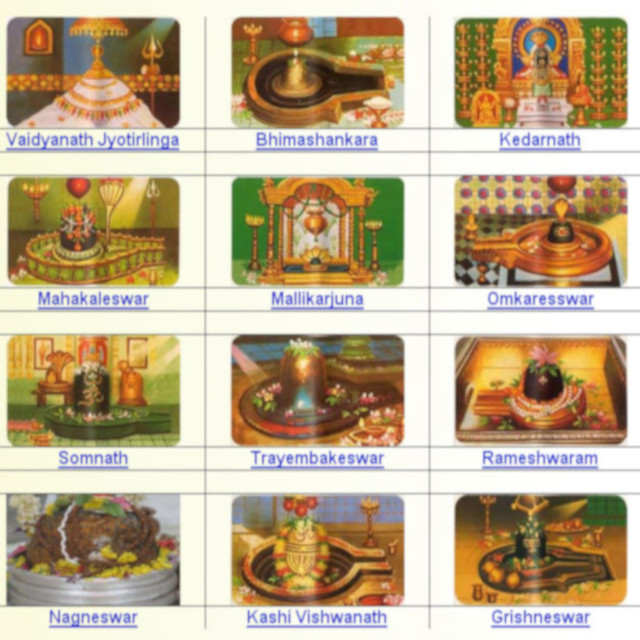 Vaidyanath Jyotirlinga
Bhimashankara
Kedarnath
Mahakaleswar
Mallikarjuna
Omkaresswar
Somnath
Trayembakeswar
Rameshwaram
Nagneswar
Kashi Vishwanath
Grishneswar